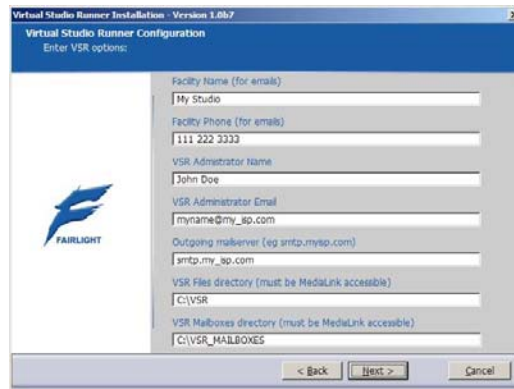 Virtual Studio Runner Installation - Version 1.0b7
Virtual Studio Runner Configuration
Enter VSR options:
Facility Name (for emails)
My Studio
Facility Phone (for emails)
111 222 3333
VSR Admistrator Name
John Doe
VSR Administrator Email
myname@my_isp.com
Outgoing mailserver (eg smtp.myisp.com)
smtp.my_isp.com
VSR Files directory (must be MediaLink accessible)
C:\VSR
VSR Mailboxes directory (must be MediaLink accessible)
C:\VSR_MAILBOXES
FAIRLIGHT
< Back
Next >
Cancel